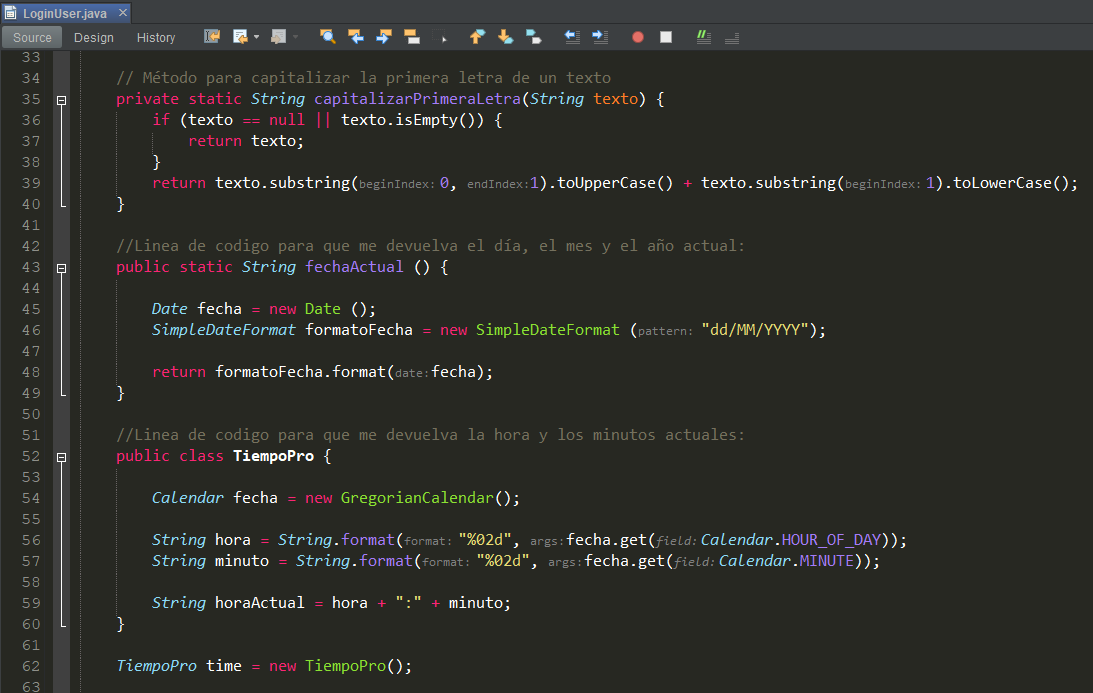 LoginUser.java
Source Design History
33
34 // Método para capitalizar la primera letra de un texto
35 private static String capitalizarPrimeraLetra(String texto) {
36 if (texto == null || texto.isEmpty()) {
37 return texto;
38 }
39 return texto.substring(beginIndex: 0, endIndex:1).toUpperCase() + texto.substring(beginIndex: 1).toLowerCase();
40 }
41
42 //Linea de codigo para que me devuelva el día, el mes y el año actual:
43 public static String fechaActual () {
44
45 Date fecha = new Date ();
46 SimpleDateFormat formatoFecha = new SimpleDateFormat (pattern: "dd/MM/YYYY");
47
48 return formatoFecha.format(date:fecha);
49 }
50
51 //Linea de codigo para que me devuelva la hora y los minutos actuales:
52 public class TiempoPro {
53
54 Calendar fecha = new GregorianCalendar();
55
56 String hora = String.format(format: "%02d", args:fecha.get(field:Calendar.HOUR_OF_DAY));
57 String minuto = String.format(format: "%02d", args:fecha.get(field:Calendar.MINUTE));
58
59 String horaActual = hora + ":" + minuto;
60 }
61
62 TiempoPro time = new TiempoPro();
63